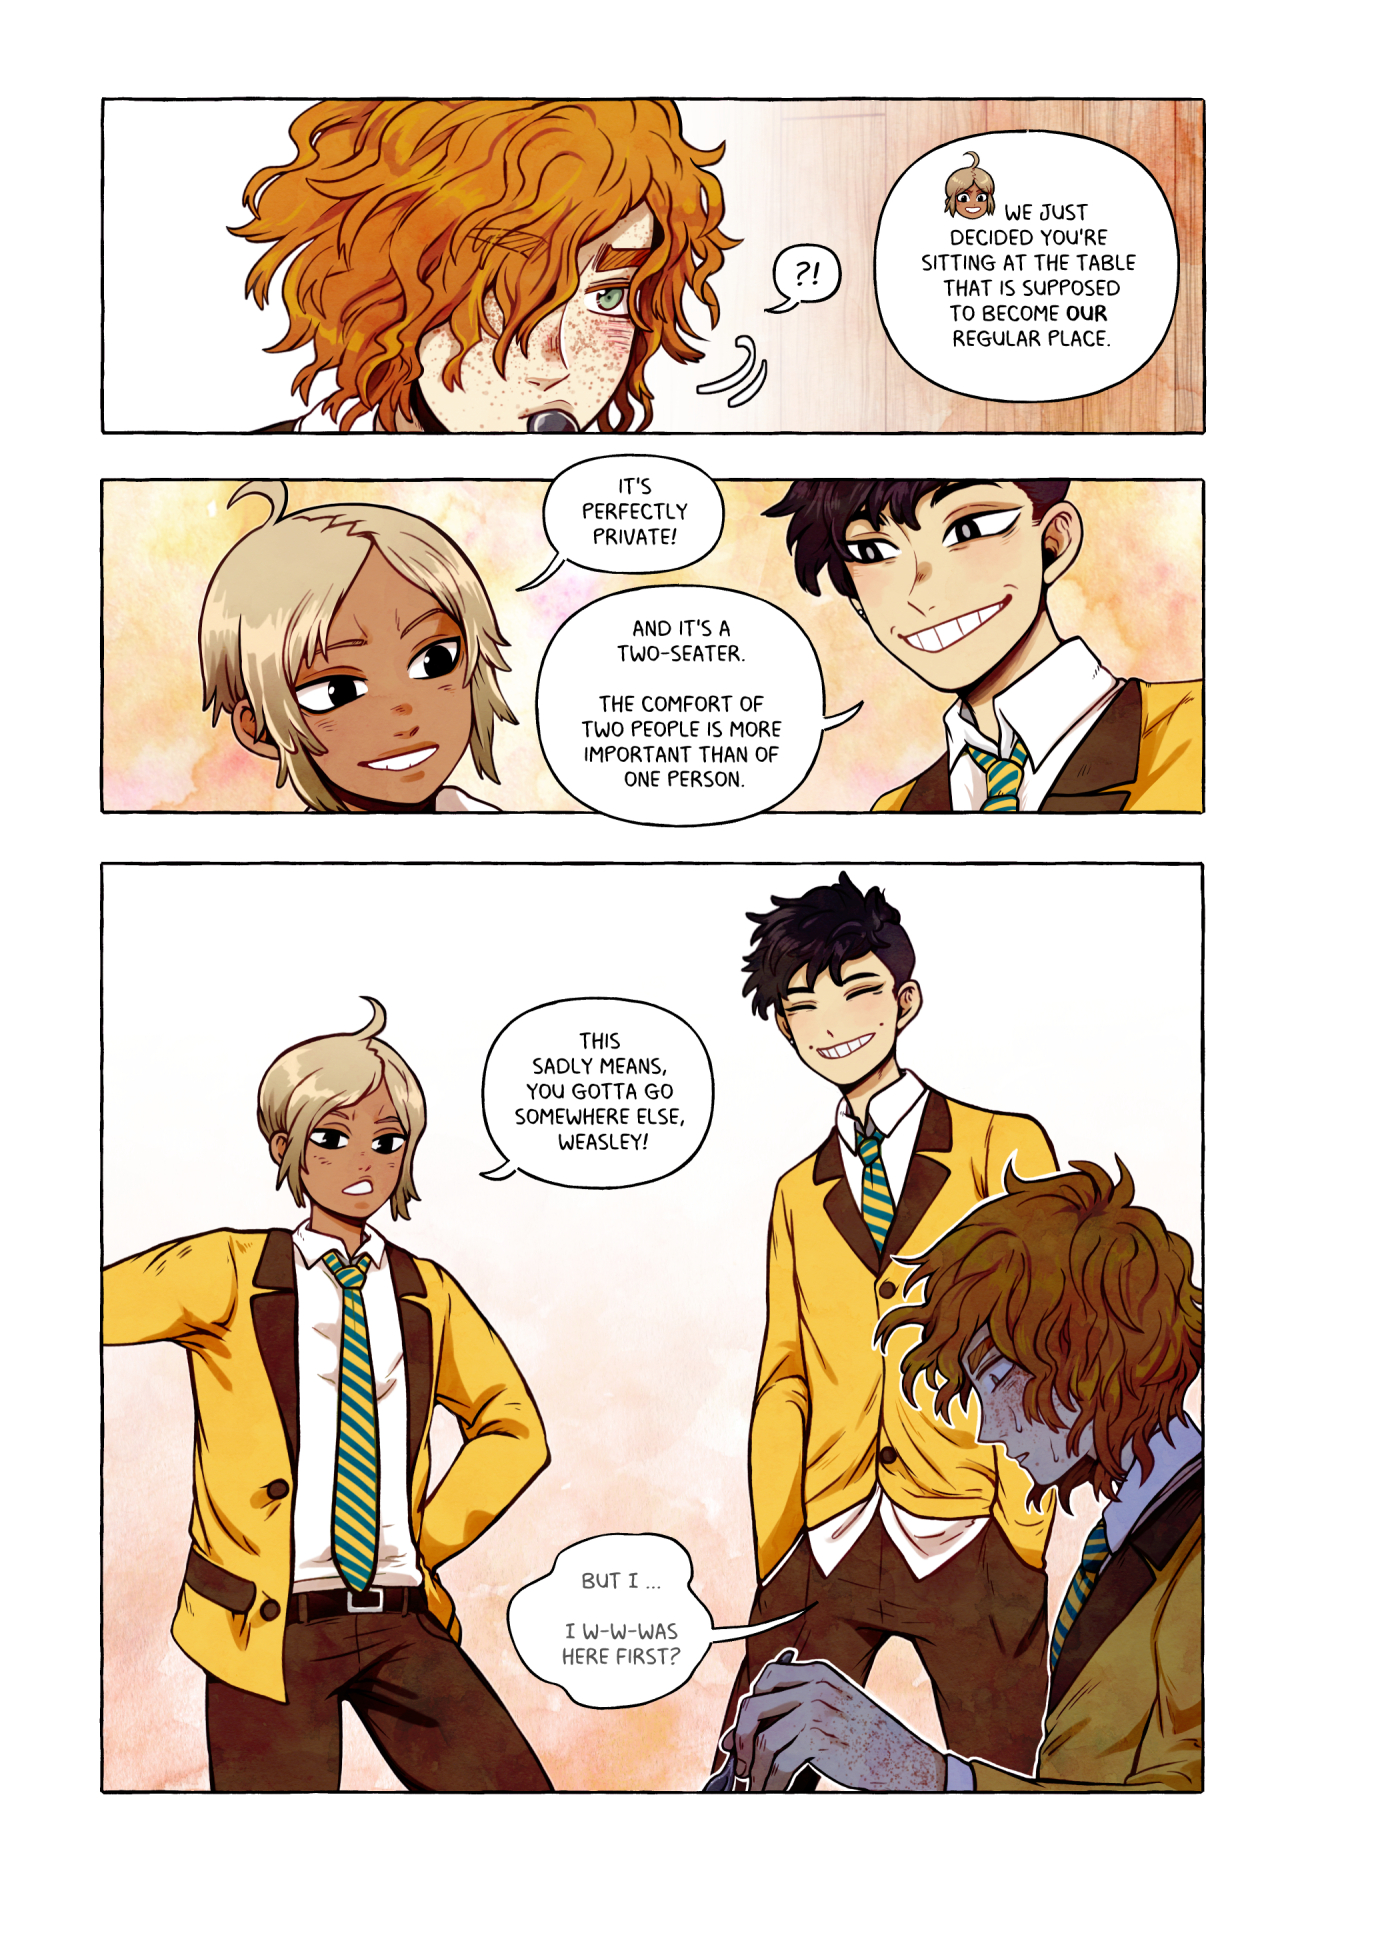 WE JUST
DECIDED YOU'RE
SITTING AT THE TABLE
THAT IS SUPPOSED
TO BECOME OUR
REGULAR PLACE.
?!
IT'S
PERFECTLY
PRIVATE!
AND IT'S A
TWO-SEATER.
THE COMFORT OF
TWO PEOPLE IS MORE
IMPORTANT THAN OF
ONE PERSON.
THIS
SADLY MEANS,
YOU GOTTA GO
SOMEWHERE ELSE,
WEASLEY!
BUT I ...
I W-W-WAS
HERE FIRST?